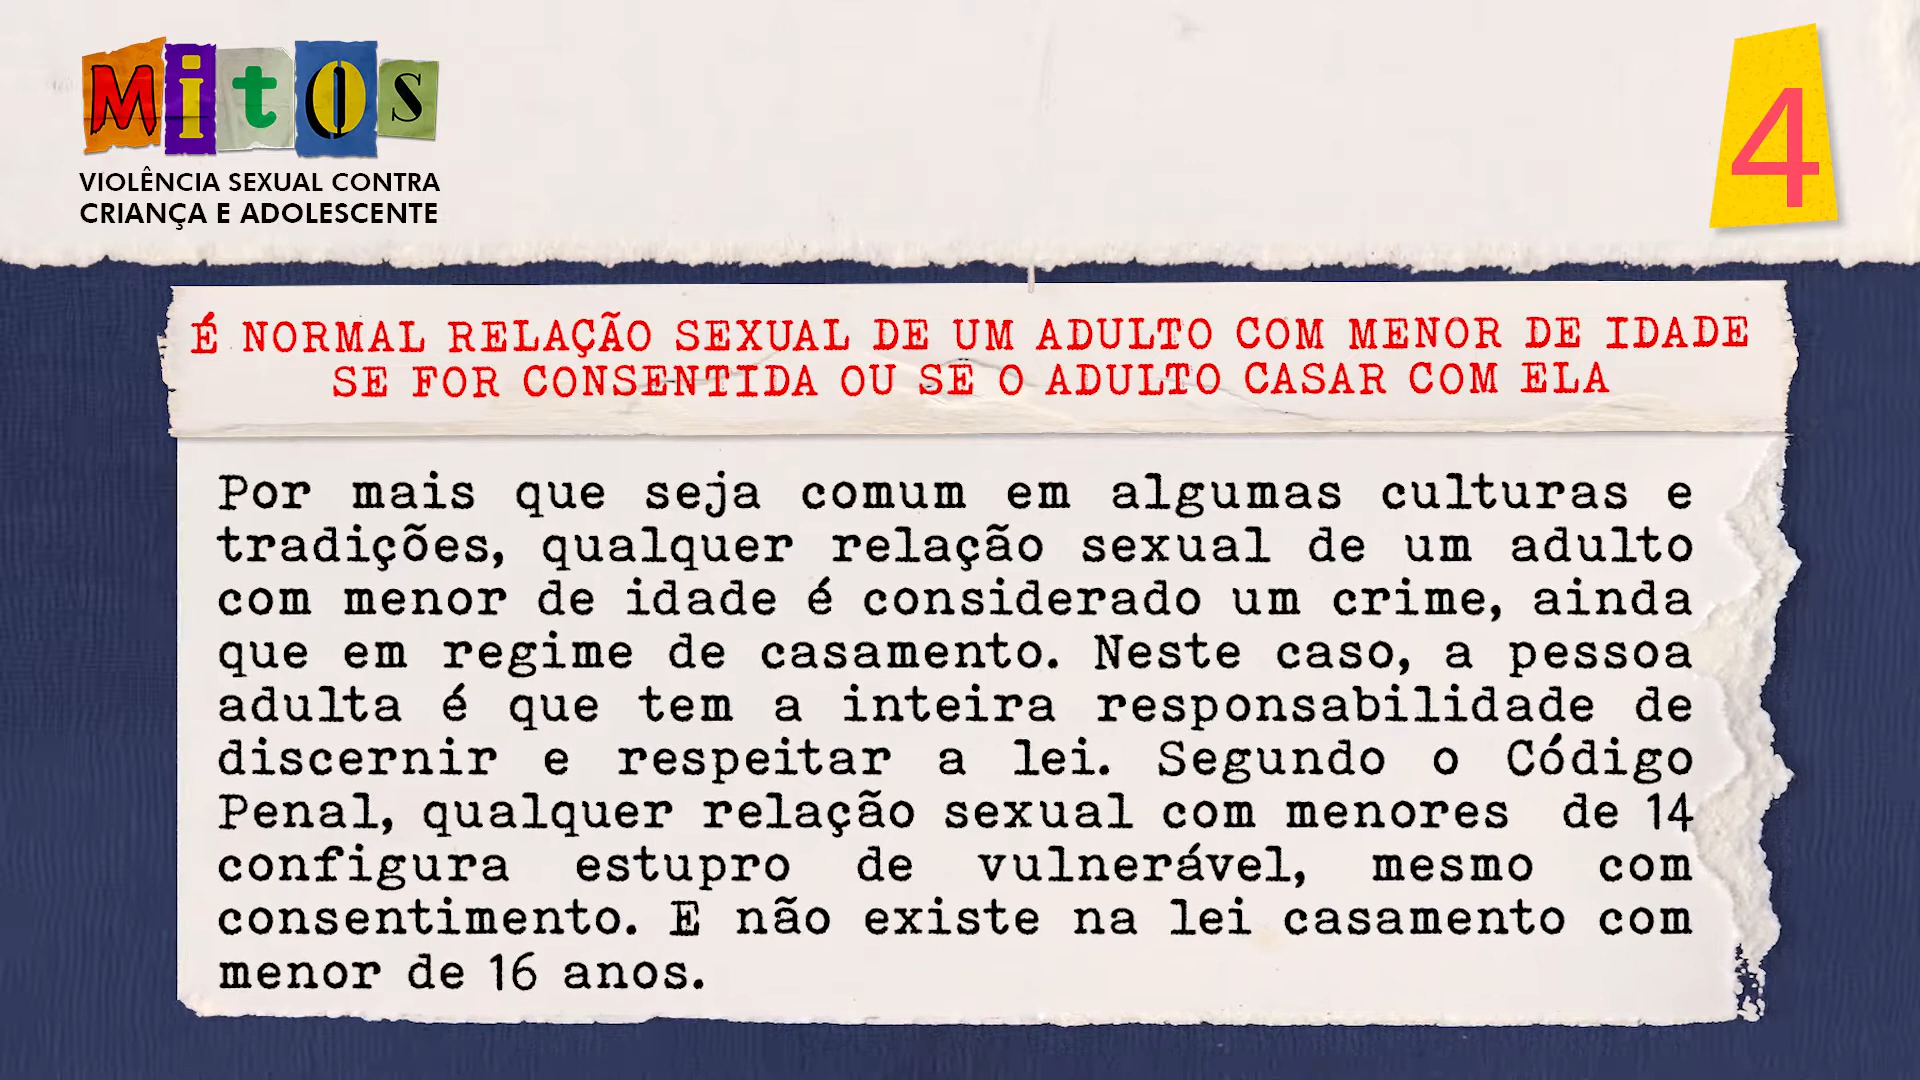 MitOs
VIOLÊNCIA SEXUAL CONTRA
CRIANÇA E ADOLESCENTE
4
É NORMAL RELAÇÃO SEXUAL DE UM ADULTO COM MENOR DE IDADE
SE FOR CONSENTIDA OU SE O ADULTO CASAR COM ELA
Por mais que seja comum em algumas culturas e
tradições, qualquer relação sexual de um adulto
com menor de idade é considerado um crime, ainda
que em regime de casamento. Neste caso, a pessoa
adulta é que tem a inteira responsabilidade de
discernir e respeitar a lei. Segundo o Código
Penal, qualquer relação sexual com menores de 14
configura estupro de vulnerável, mesmo com
consentimento. E não existe na lei casamento com
menor de 16 anos.